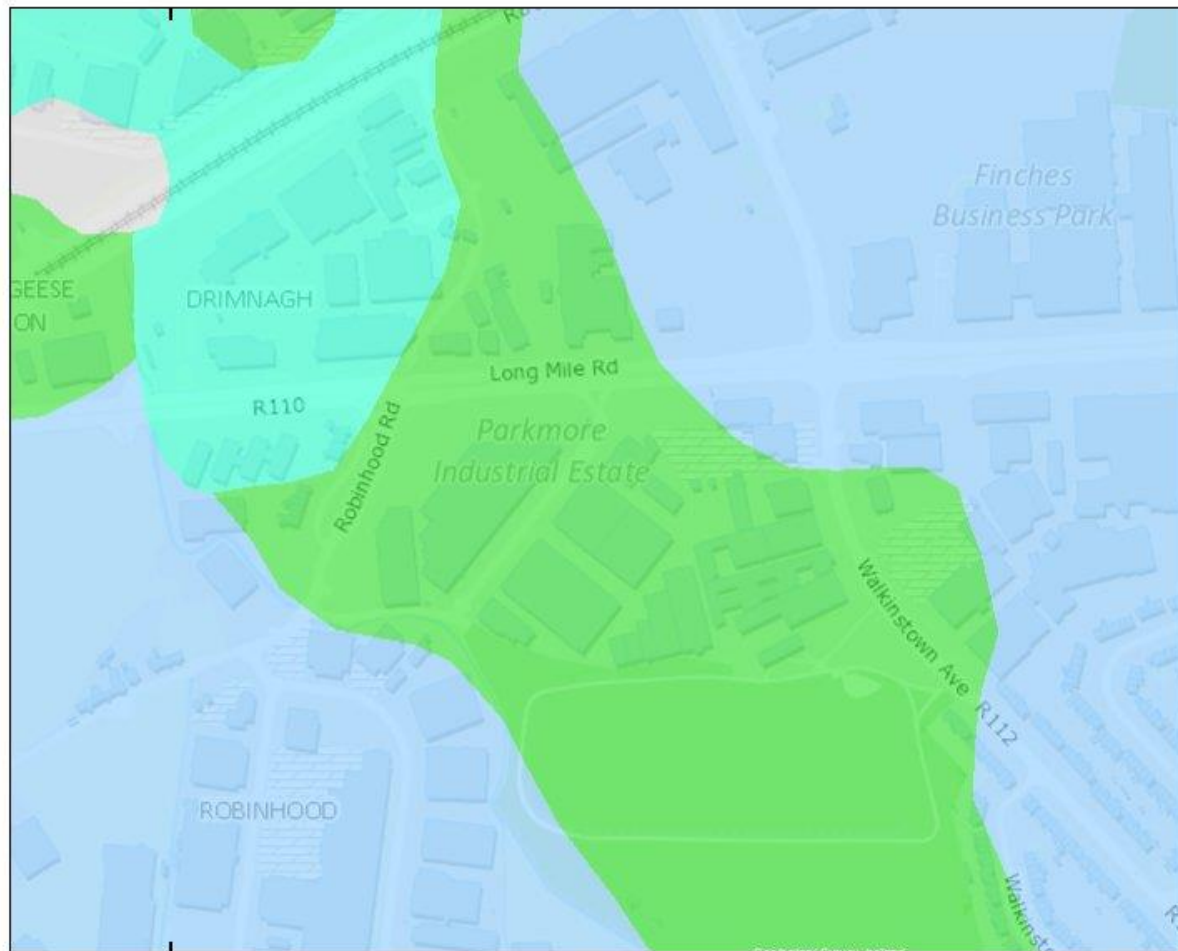 Finches
Business Park
GEESE
ON
DRIMNAGH
Long Mile Rd
R110
Robinhood Rd
Parkmore
Industrial Estate
Walkinstown Ave
R112
ROBINHOOD